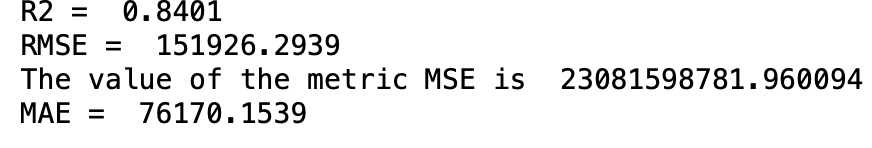 R2 =  0.8401
RMSE =  151926.2939
The value of the metric MSE is  23081598781.960094
MAE =  76170.1539